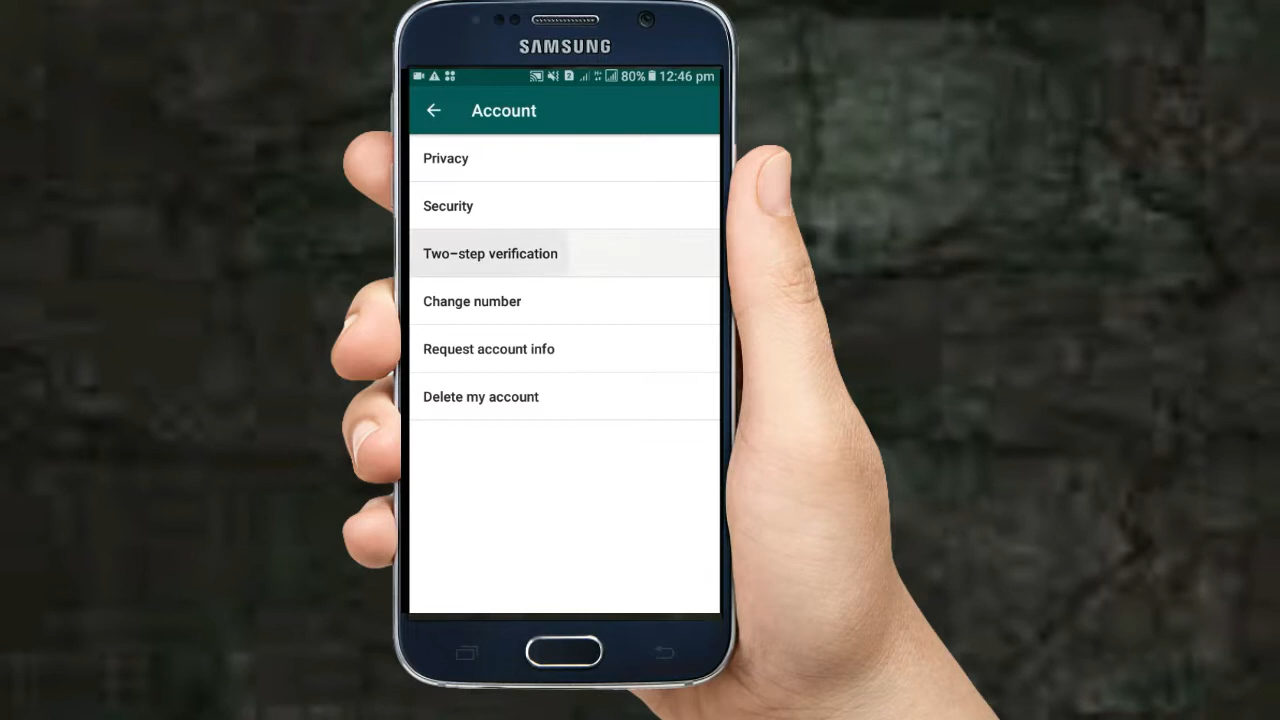 SAMSUNG
2 80% 12:46 pm
Account
Privacy
Security
Two-step verification
Change number
Request account info
Delete my account